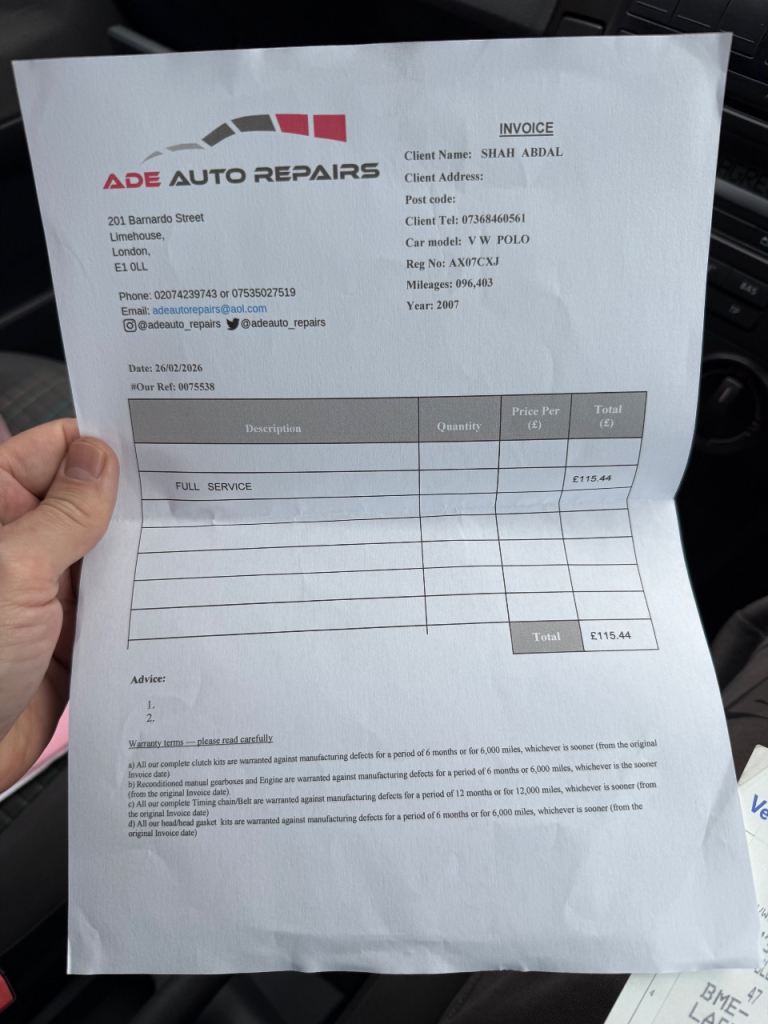 ADE AUTO REPAIRS
201 Barnardo Street
Limehouse,
London,
E1 0LL
Phone: 02074239743 or 07535027519
Email: adeautorepairs@aol.com
@adeauto_repairs @adeauto_repairs
INVOICE
Client Name: SHAH ABDAL
Client Address:
Post code:
Client Tel: 07368460561
Car model: V W POLO
Reg No: AX07CXJ
Mileages: 096,403
Year: 2007
Date: 26/02/2026
#Our Ref: 0075538
Description Quantity Price Per (£) Total (£)
FULL SERVICE £115.44
Total £115.44
Advice:
1.
2.
Warranty terms — please read carefully
a) All our complete clutch kits are warranted against manufacturing defects for a period of 6 months or for 6,000 miles, whichever is sooner (from the original
Invoice date)
b) Reconditioned manual gearboxes and Engine are warranted against manufacturing defects for a period of 6 months or 6,000 miles, whichever is the sooner
(from the original Invoice date)
c) All our complete Timing chain/Belt are warranted against manufacturing defects for a period of 12 months or for 12,000 miles, whichever is sooner (from
the original Invoice date)
d) All our head/head gasket kits are warranted against manufacturing defects for a period of 6 months or for 6,000 miles, whichever is sooner (from the
original Invoice date)
BAS
TP
47
BME-